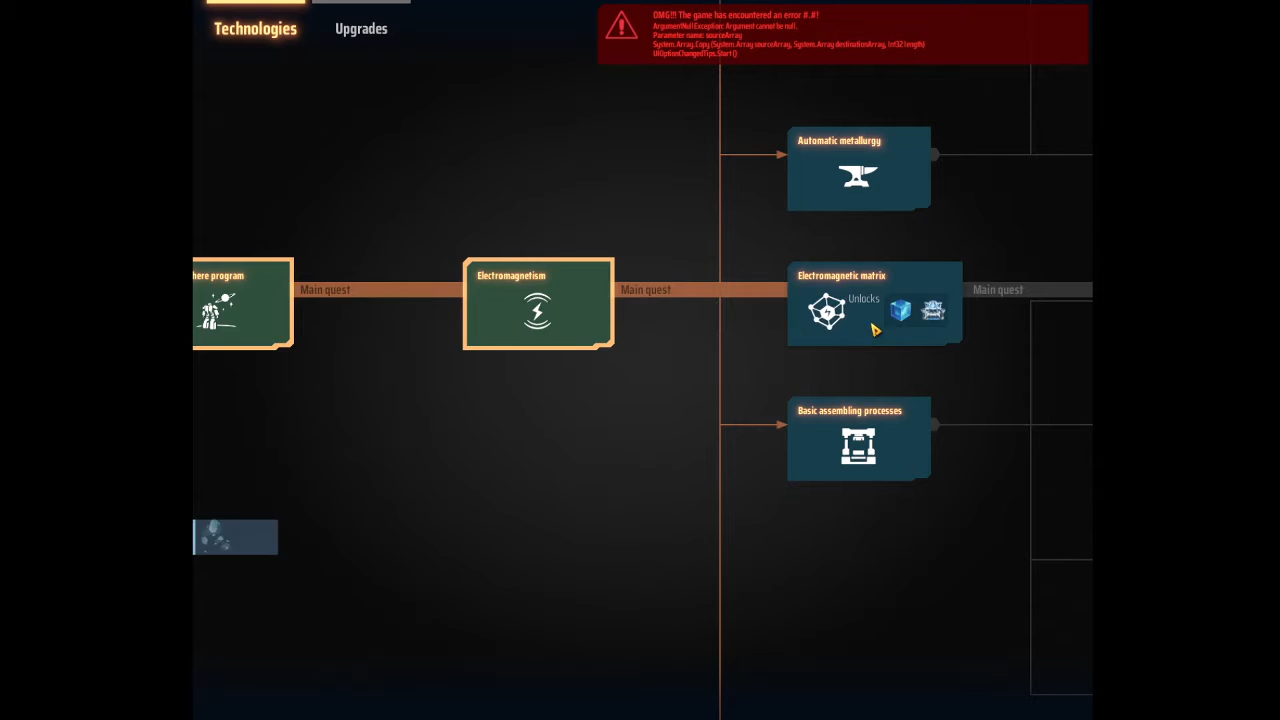 Technologies
Upgrades
OMG!!! The game has encountered an error #.#!
ArgumentNullException: Argument cannot be null.
Parameter name: sourceArray
System.Array.Copy (System.Array sourceArray, System.Array destinationArray, Int32 length)
UIOptionChangedTips.Start ()
Automatic metallurgy
here program
Main quest
Electromagnetism
Main quest
Electromagnetic matrix
Unlocks
Main quest
Basic assembling processes